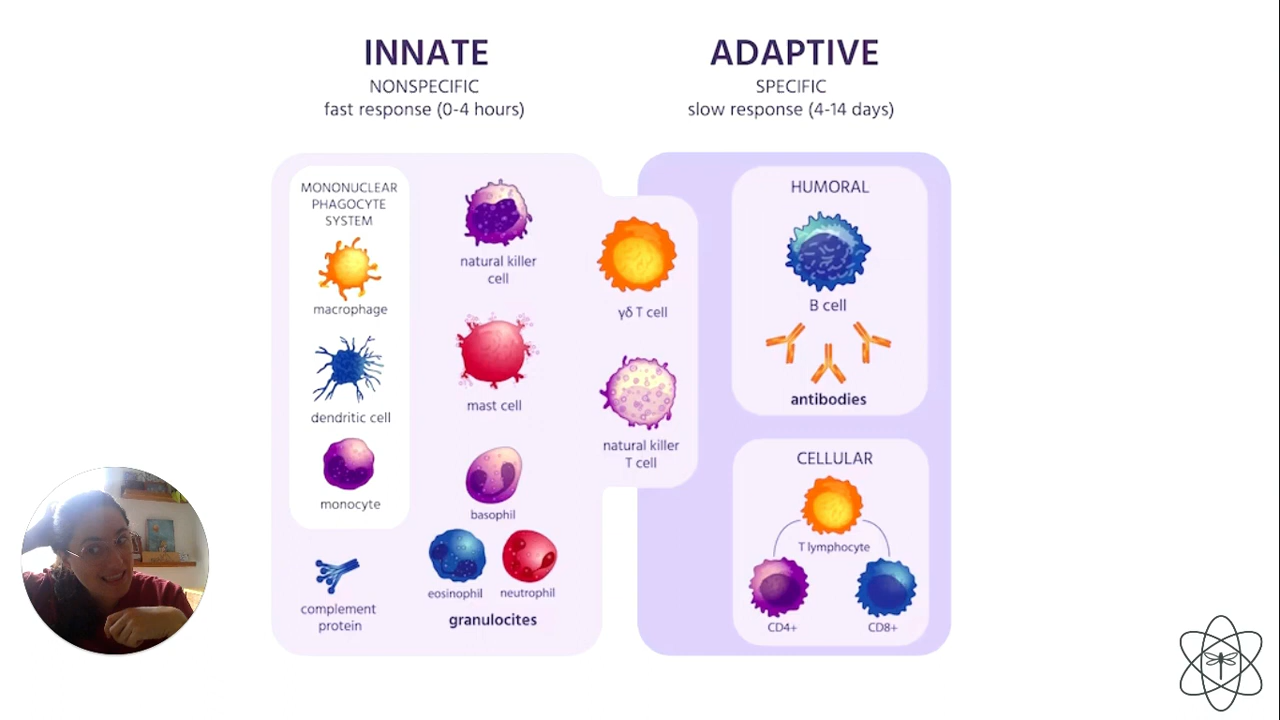 INNATE
NONSPECIFIC
fast response (0-4 hours)
ADAPTIVE
SPECIFIC
slow response (4-14 days)
MONONUCLEAR
PHAGOCYTE
SYSTEM
macrophage
dendritic cell
monocyte
complement
protein
natural killer
cell
mast cell
basophil
eosinophil
neutrophil
granulocites
γδ T cell
natural killer
T cell
HUMORAL
B cell
antibodies
CELLULAR
T lymphocyte
CD4+
CD8+